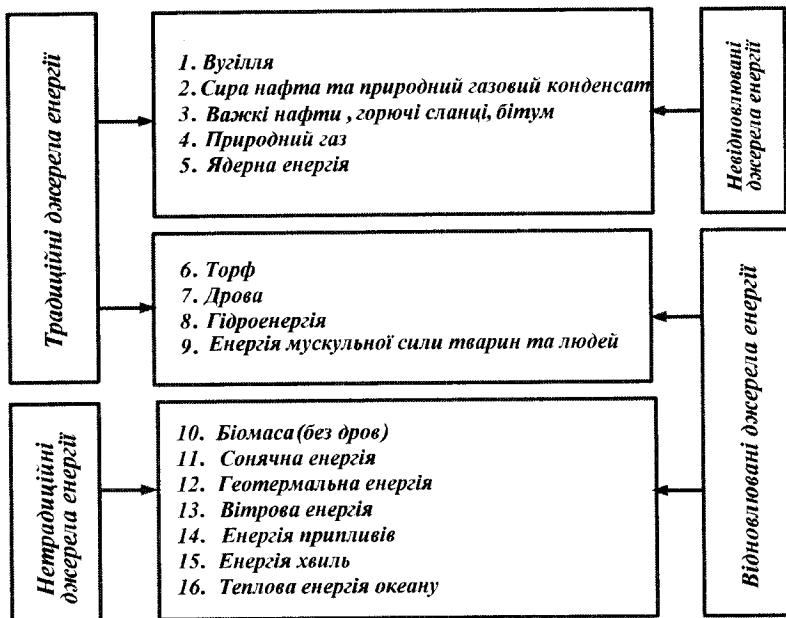 Традиційні джерела енергії
1. Вугілля
2. Сира нафта та природний газовий конденсат
3. Важкі нафти , горючі сланці, бітум
4. Природний газ
5. Ядерна енергія
Невідновлювані
джерела енергії
6. Торф
7. Дрова
8. Гідроенергія
9. Енергія мускульної сили тварин та людей
Відновлювані джерела енергії
Нетрадиційні
джерела енергії
10. Біомаса (без дров)
11. Сонячна енергія
12. Геотермальна енергія
13. Вітрова енергія
14. Енергія припливів
15. Енергія хвиль
16. Теплова енергія океану